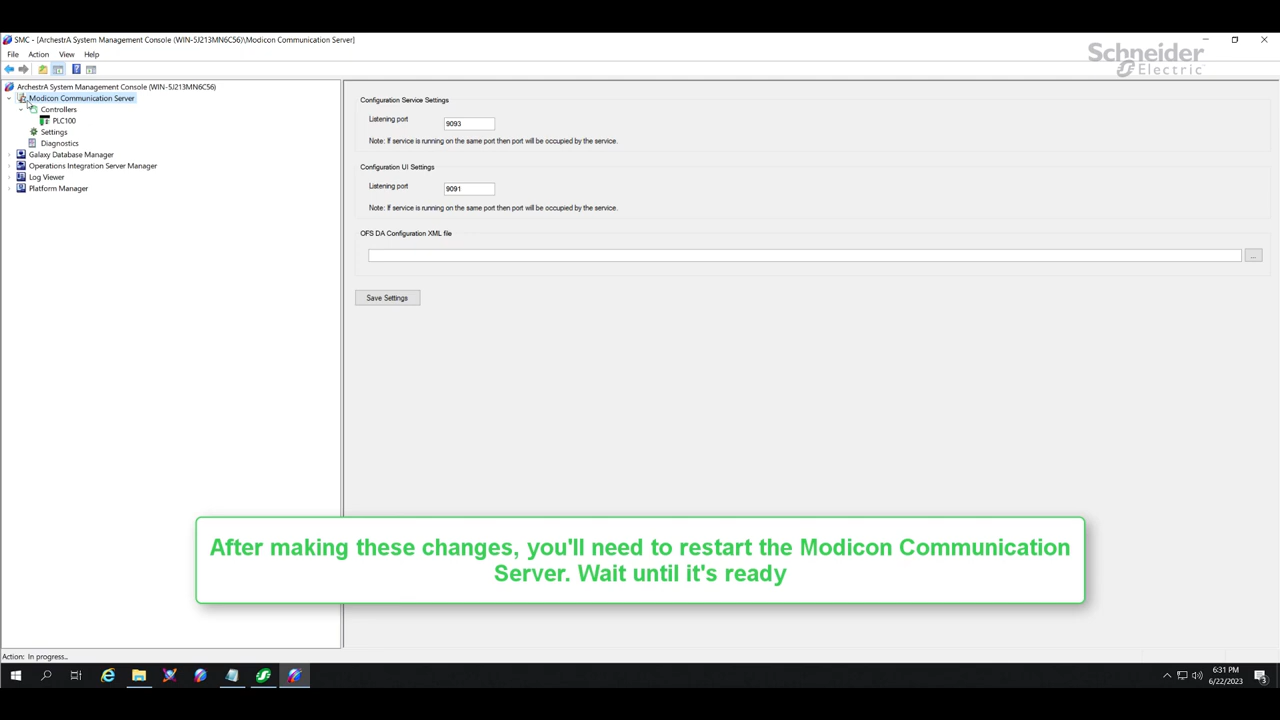 SMC - [ArchestrA System Management Console (WIN-5J213MN6C56)\Modicon Communication Server]
File Action View Help
Schneider
Electric
ArchestrA System Management Console (WIN-5J213MN6C56)
Modicon Communication Server
Controllers
PLC100
Settings
Diagnostics
Galaxy Database Manager
Operations Integration Server Manager
Log Viewer
Platform Manager
Configuration Service Settings
Listening port 9093
Note: If service is running on the same port then port will be occupied by the service.
Configuration UI Settings
Listening port 9091
Note: If service is running on the same port then port will be occupied by the service.
OFS DA Configuration XML file
...
Save Settings
After making these changes, you'll need to restart the Modicon Communication
Server. Wait until it's ready
Action: In progress...
6:31 PM
6/22/2023
3